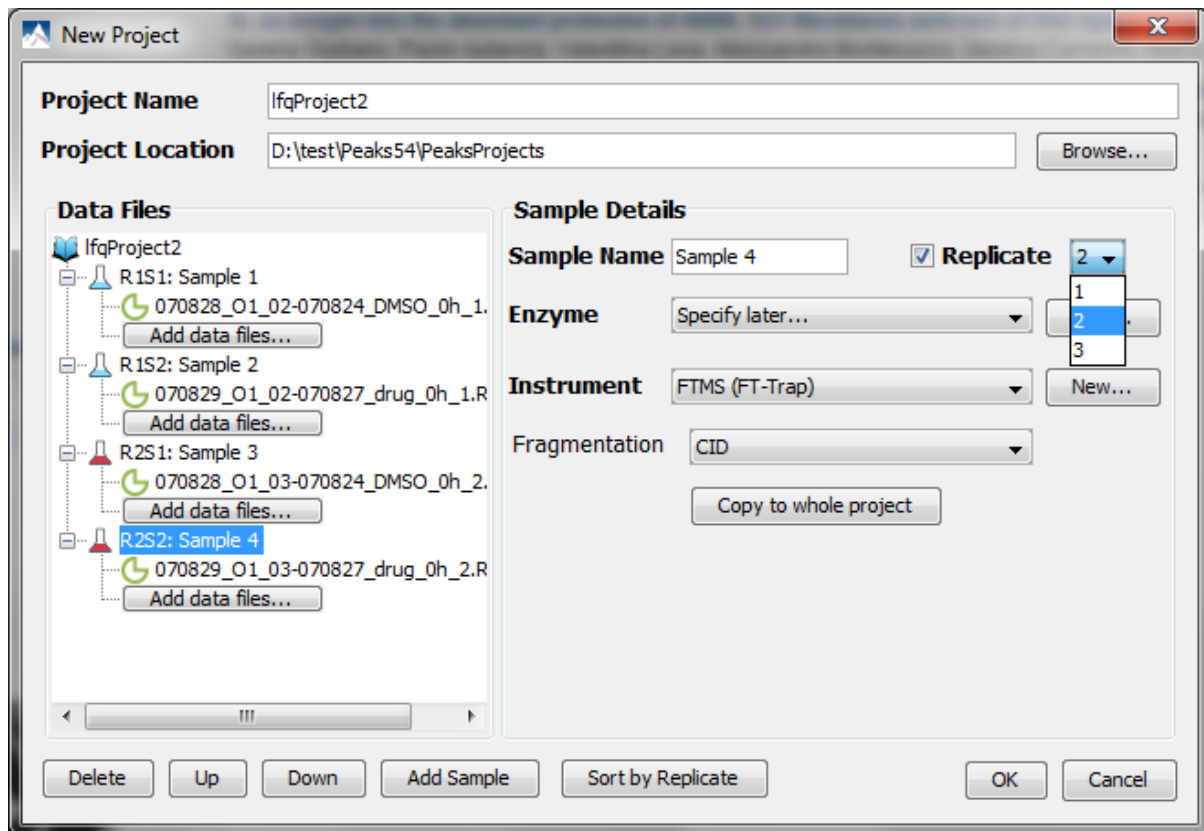 New Project
Project Name lfqProject2
Project Location D:\test\Peaks54\PeaksProjects Browse...
Data Files
lfqProject2
R1S1: Sample 1
070828_O1_02-070824_DMSO_0h_1.
Add data files...
R1S2: Sample 2
070829_O1_02-070827_drug_0h_1.R
Add data files...
R2S1: Sample 3
070828_O1_03-070824_DMSO_0h_2.
Add data files...
R2S2: Sample 4
070829_O1_03-070827_drug_0h_2.R
Add data files...
Sample Details
Sample Name Sample 4 Replicate 2
1
2
3
Enzyme Specify later...
Instrument FTMS (FT-Trap) New...
Fragmentation CID
Copy to whole project
Delete Up Down Add Sample Sort by Replicate OK Cancel